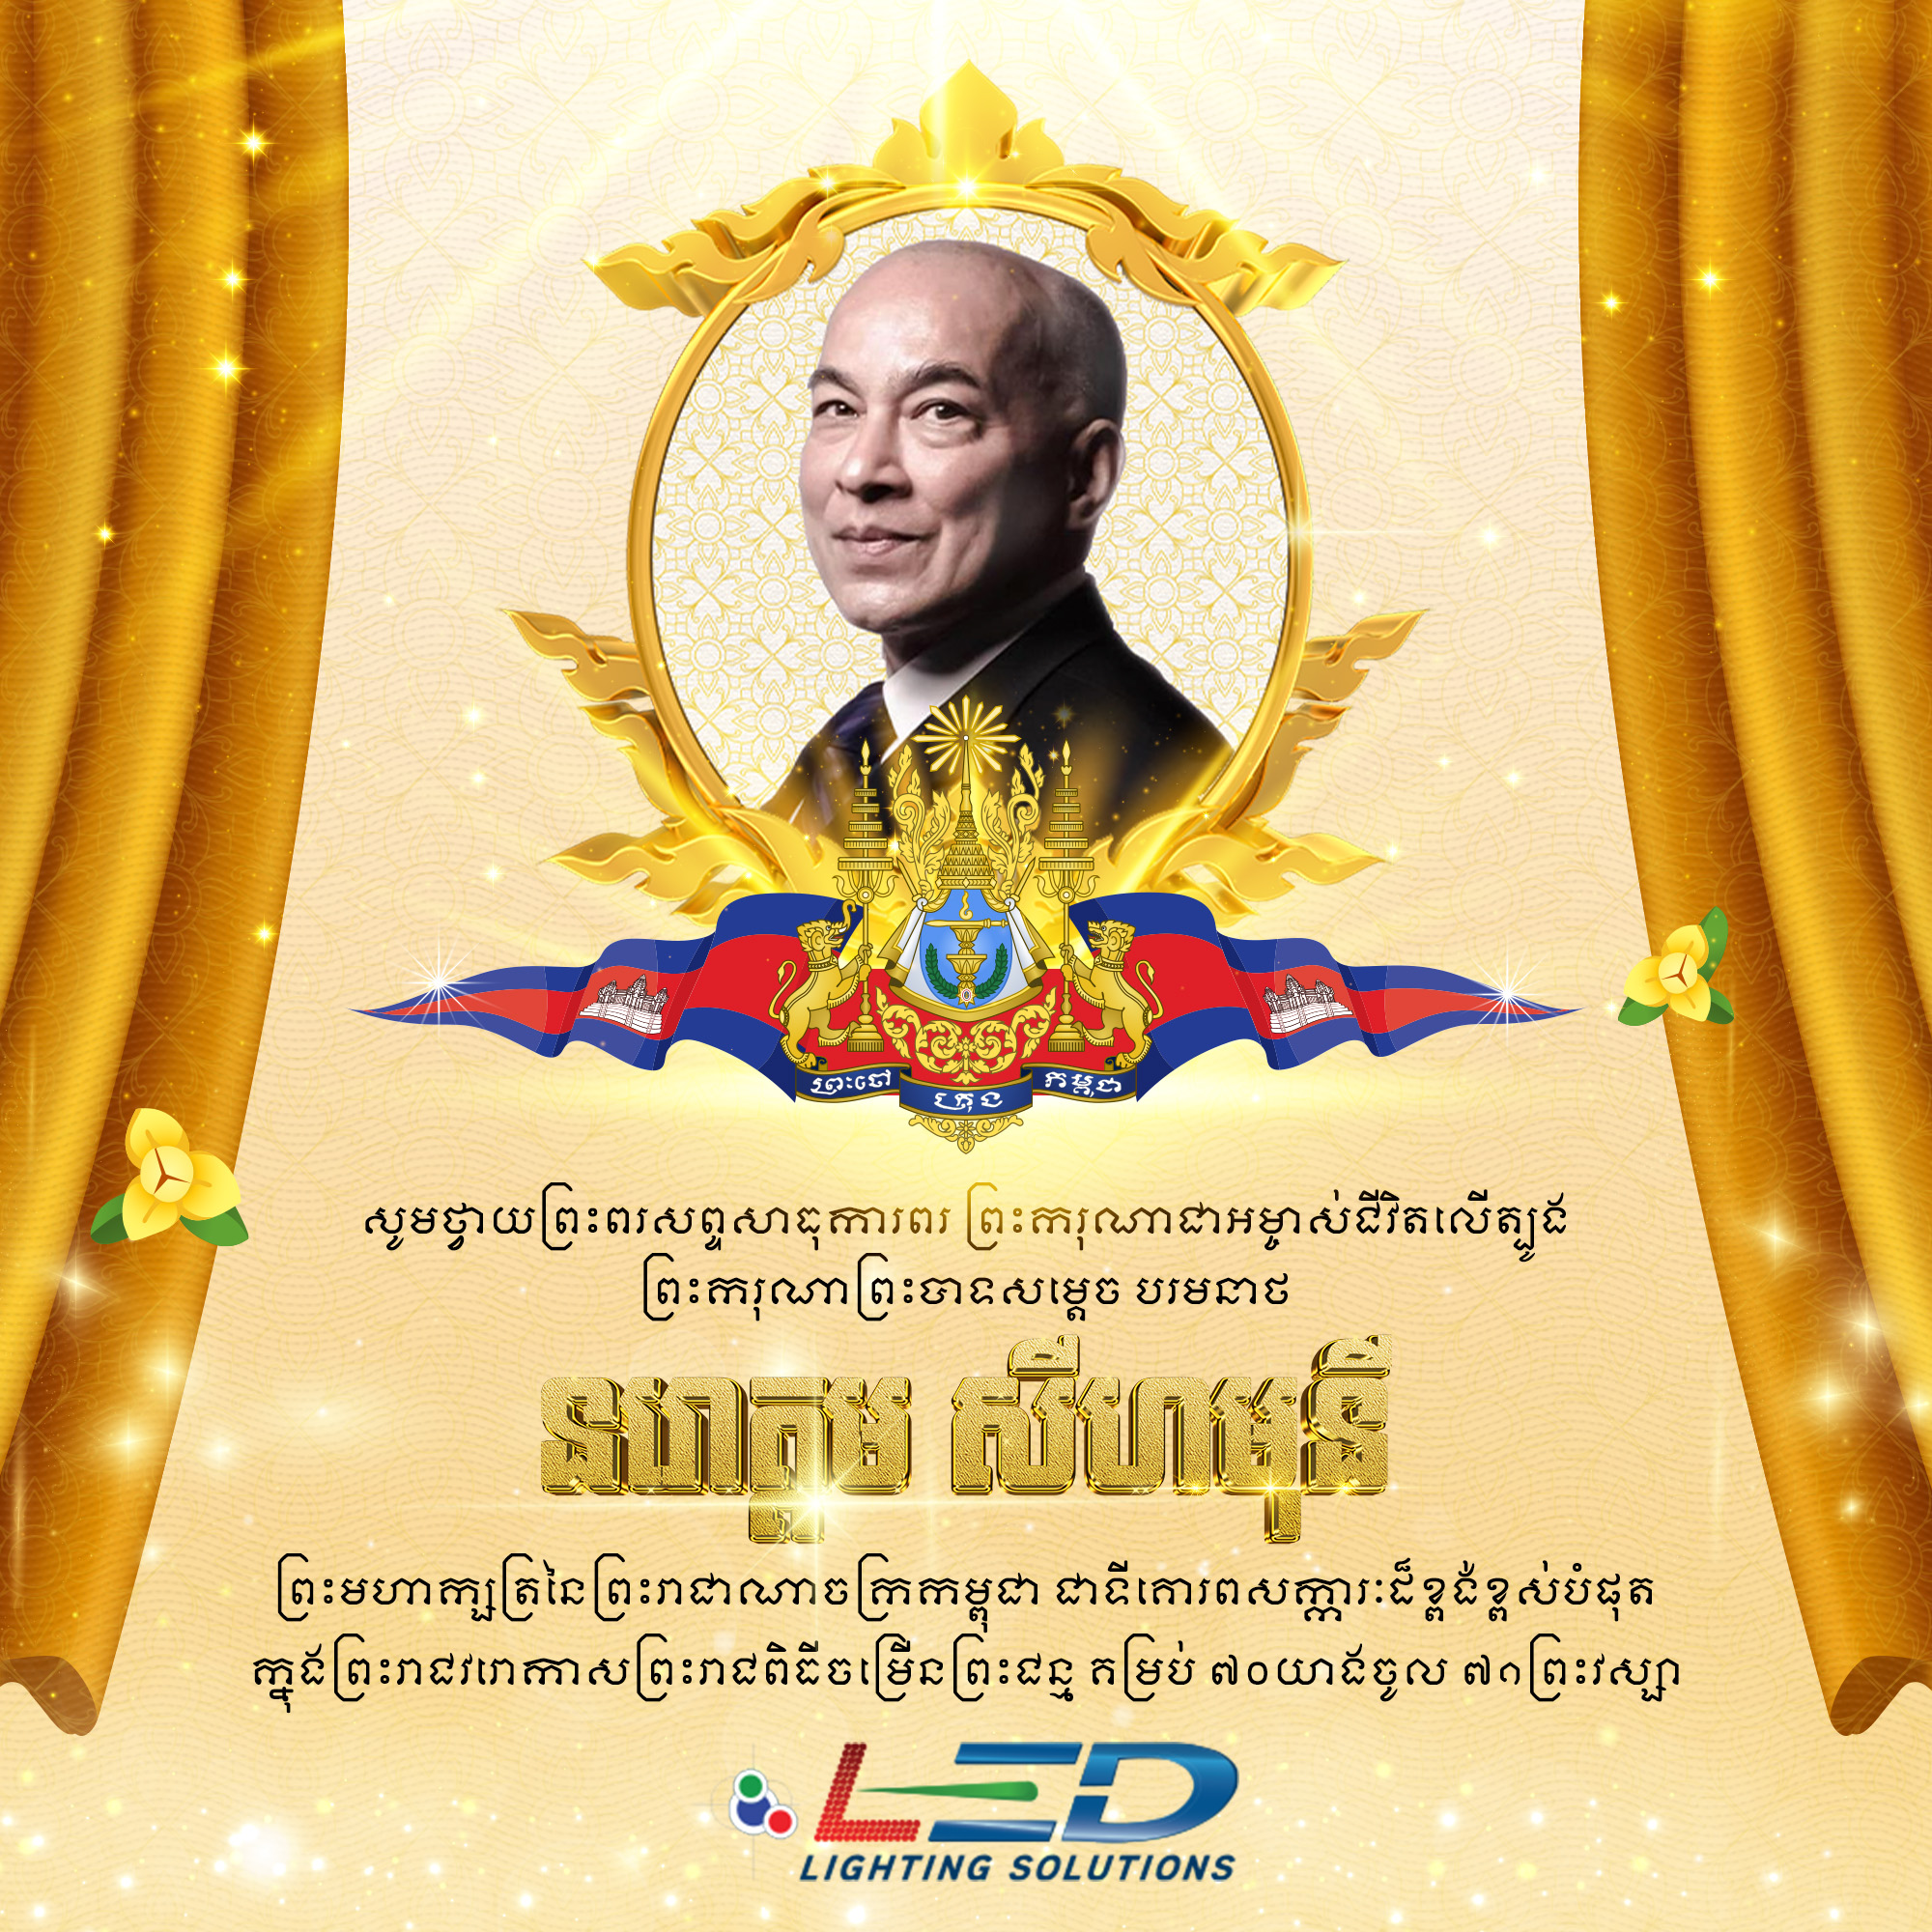 ព្រះចៅ
ក្រុង
កម្ពុជា
សូមថ្វាយព្រះពរសព្ទសាធុការពរ ព្រះករុណាជាអម្ចាស់ជីវិតលើត្បូង
ព្រះករុណាព្រះបាទសម្តេច បរមនាថ
នរោត្តម សីហមុនី
ព្រះមហាក្សត្រនៃព្រះរាជាណាចក្រកម្ពុជា ជាទីគោរពសក្ការៈដ៏ខ្ពង់ខ្ពស់បំផុត
ក្នុងព្រះរាជវរោកាសព្រះរាជពិធីចម្រើនព្រះជន្ម គម្រប់ ៧០យាងចូល ៧១ព្រះវស្សា
LED
LIGHTING SOLUTIONS